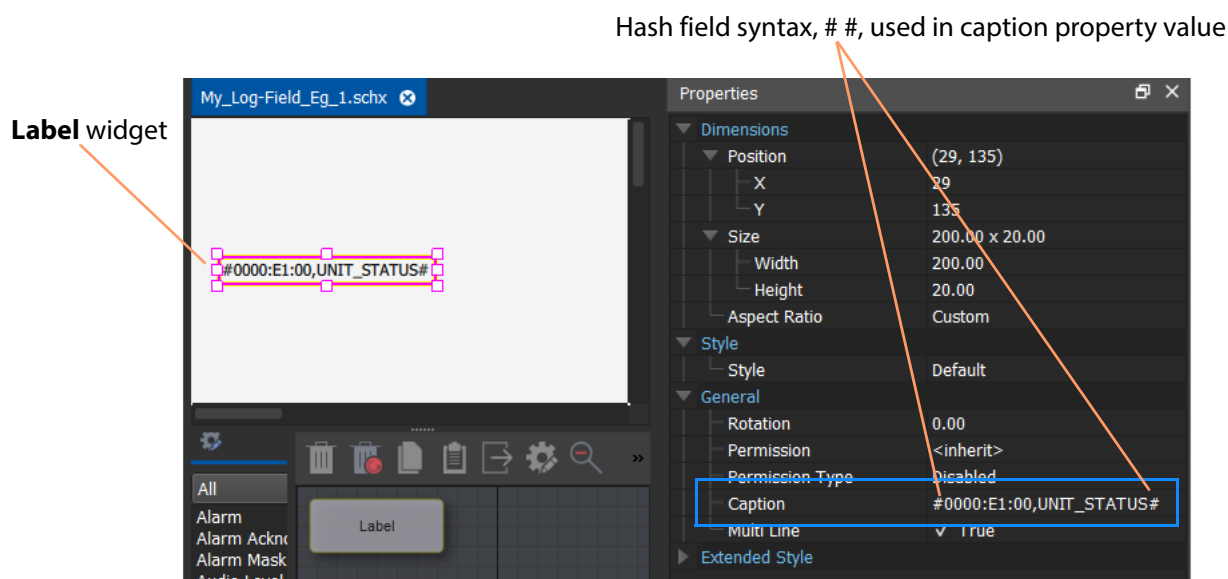 Hash field syntax, # #, used in caption property value
My_Log-Field_Eg_1.schx
Properties
Label widget
Dimensions
Position (29, 135)
X 29
Y 135
Size 200.00 x 20.00
Width 200.00
Height 20.00
Aspect Ratio Custom
Style
Style Default
General
Rotation 0.00
Permission <inherit>
Permission Type Disabled
Caption #0000:E1:00,UNIT_STATUS#
Multi Line ✓ True
Extended Style
#0000:E1:00,UNIT_STATUS#
»
All
Alarm
Alarm Ackno
Alarm Mask
Audio Level
Label